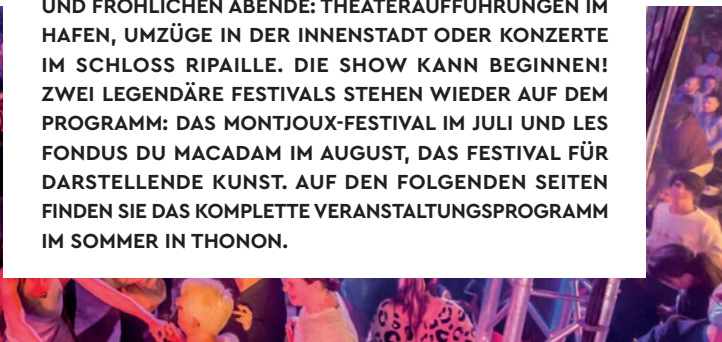 UND FRÖHLICHEN ABENDE: THEATERAUFFÜHRUNGEN IM
HAFEN, UMZÜGE IN DER INNENSTADT ODER KONZERTE
IM SCHLOSS RIPAILLE. DIE SHOW KANN BEGINNEN!
ZWEI LEGENDÄRE FESTIVALS STEHEN WIEDER AUF DEM
PROGRAMM: DAS MONTJOUX-FESTIVAL IM JULI UND LES
FONDUS DU MACADAM IM AUGUST, DAS FESTIVAL FÜR
DARSTELLENDE KUNST. AUF DEN FOLGENDEN SEITEN
FINDEN SIE DAS KOMPLETTE VERANSTALTUNGSPROGRAMM
IM SOMMER IN THONON.